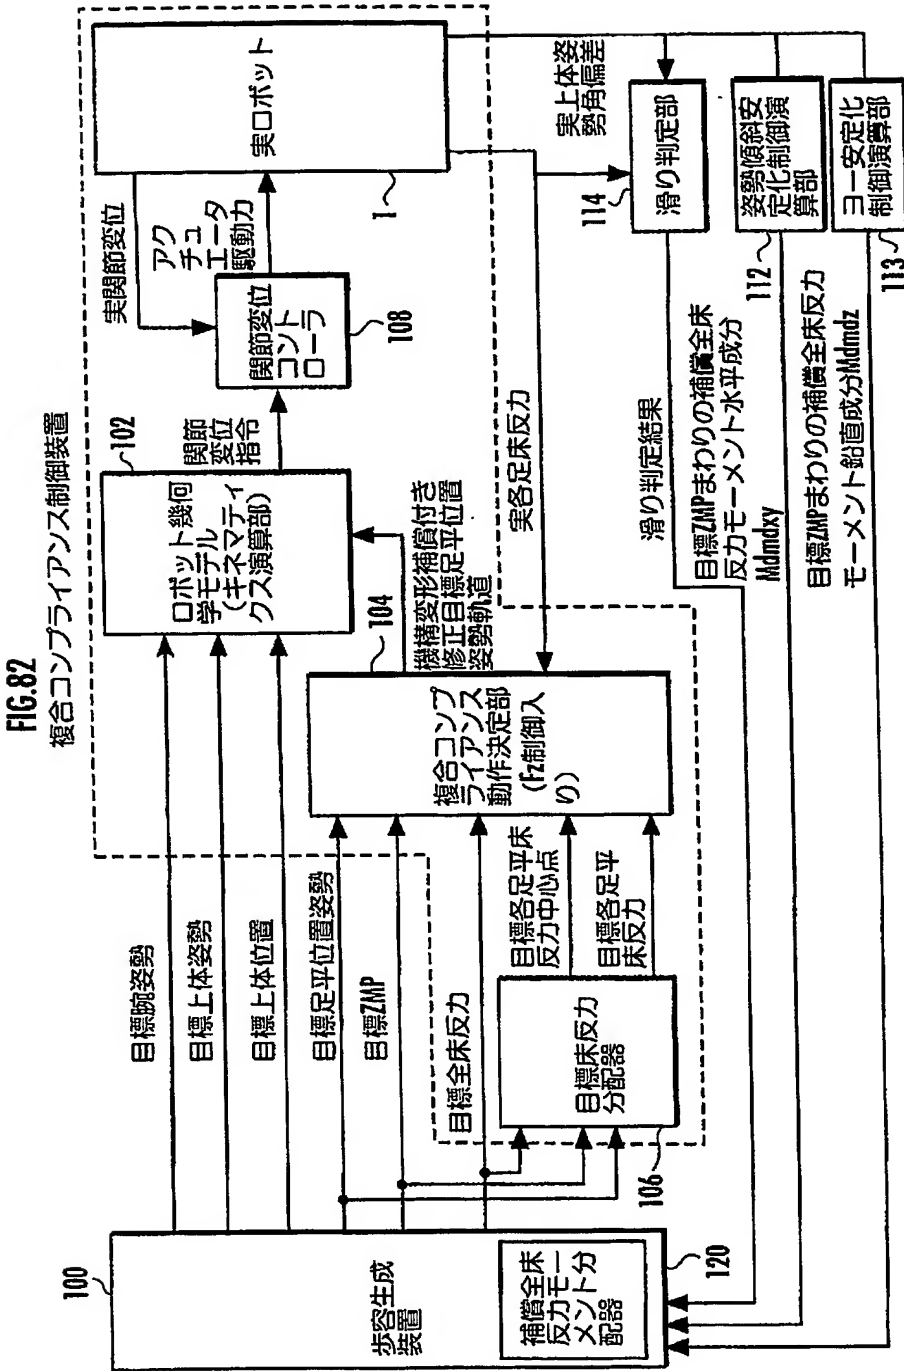 FIG.82
複合コンプライアンス制御装置
100
歩容生成
装置
補償全床
反力モー
メント分
配器
120
目標腕姿勢
目標上体姿勢
目標上体位置
目標足平位置姿勢
目標ZMP
目標全床反力
目標床反力
分配器
106
目標各足平床
反力中心点
目標各足平
床反力
102
ロボット幾何
学モデル
(キネマティ
クス演算部)
104
複合コンプ
ライアンス
動作決定部
(Fz制御入
り)
機構変形補償付き
修正目標足平位置
姿勢軌道
関節
変位
指令
関節変位
コント
ローラ
108
実関節変位
アク
チュ
エータ
駆動力
実ロボット
1
実各足床反力
実上体姿
勢角偏差
滑り判定部
114
滑り判定結果
姿勢傾斜安
定化制御演
算部
112
目標ZMPまわりの補償全床
反力モーメント水平成分
Mdmdxy
ヨー安定化
制御演算部
113
目標ZMPまわりの補償全床反力
モーメント鉛直成分Mdmdz